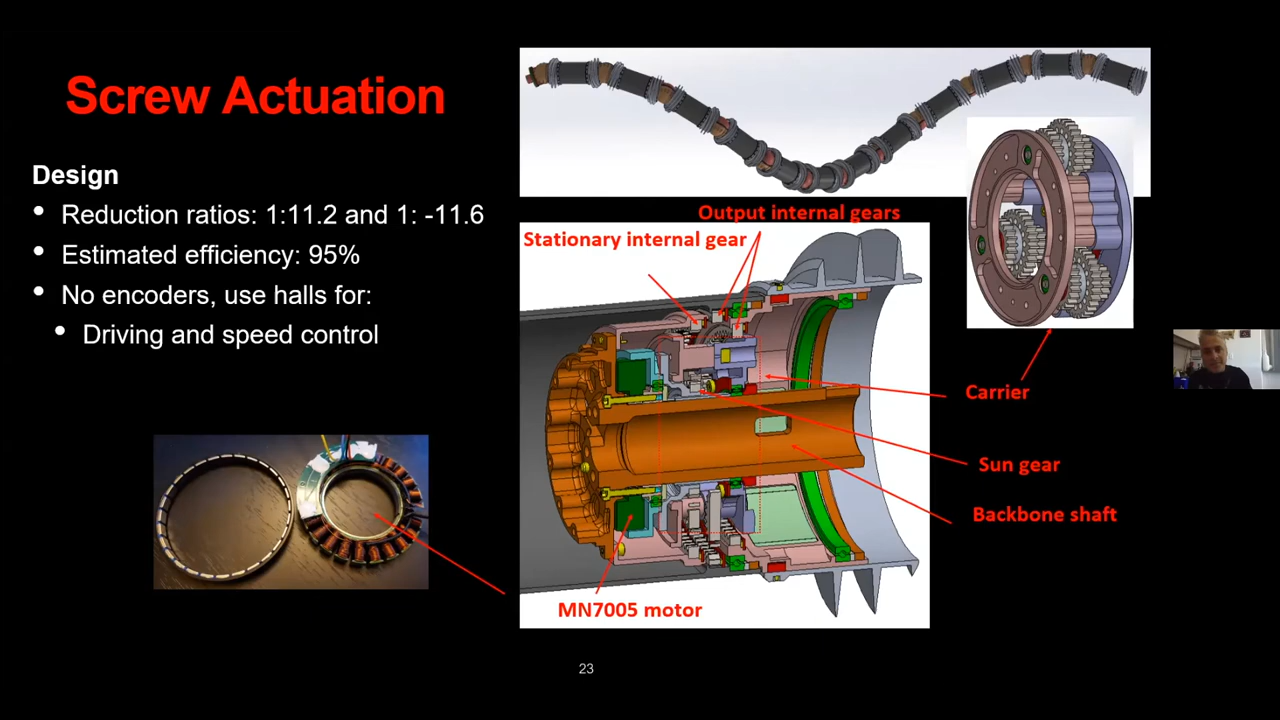 Screw Actuation
Design
• Reduction ratios: 1:11.2 and 1: -11.6
• Estimated efficiency: 95%
• No encoders, use halls for:
• Driving and speed control
Output internal gears
Stationary internal gear
Carrier
Sun gear
Backbone shaft
MN7005 motor
23